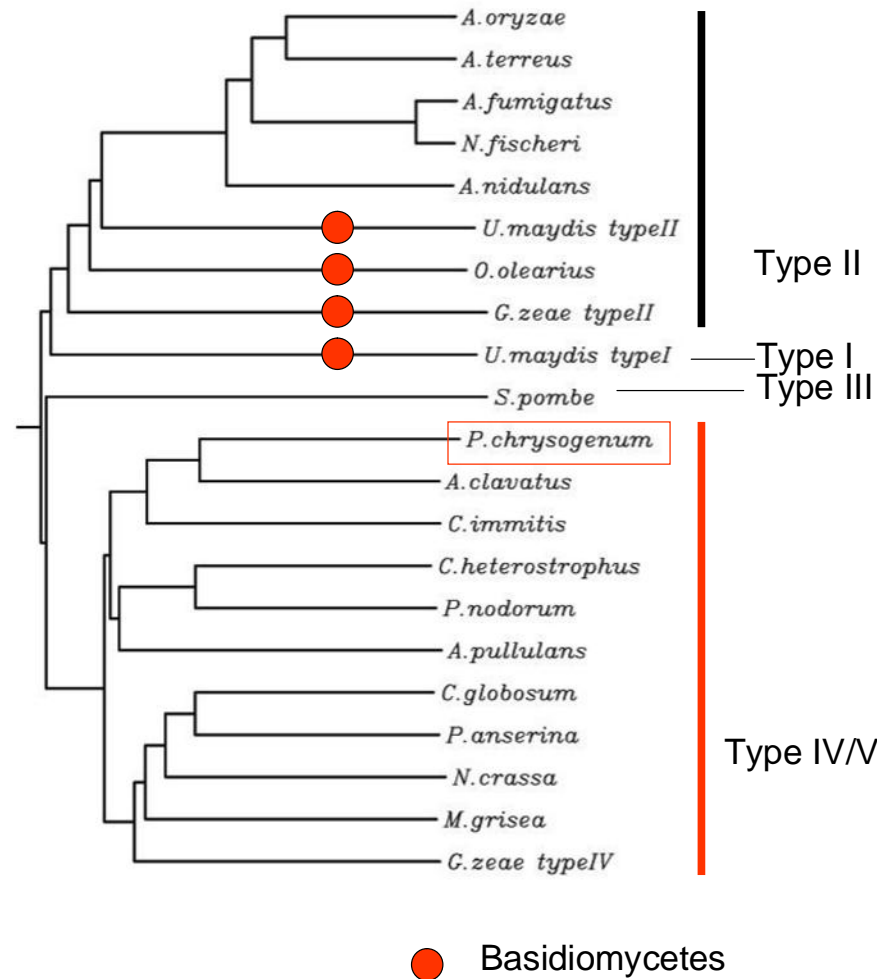 A.oryzae
A.terreus
A.fumigatus
N.fischeri
A.nidulans
U.maydis typeII
O.olearius
G.zeae typeII
Type II
U.maydis typeI
Type I
S.pombe
Type III
P.chrysogenum
A.clavatus
C.immitis
C.heterostrophus
P.nodorum
A.pullulans
C.globosum
P.anserina
Type IV/V
N.crassa
M.grisea
G.zeae typeIV
Basidiomycetes